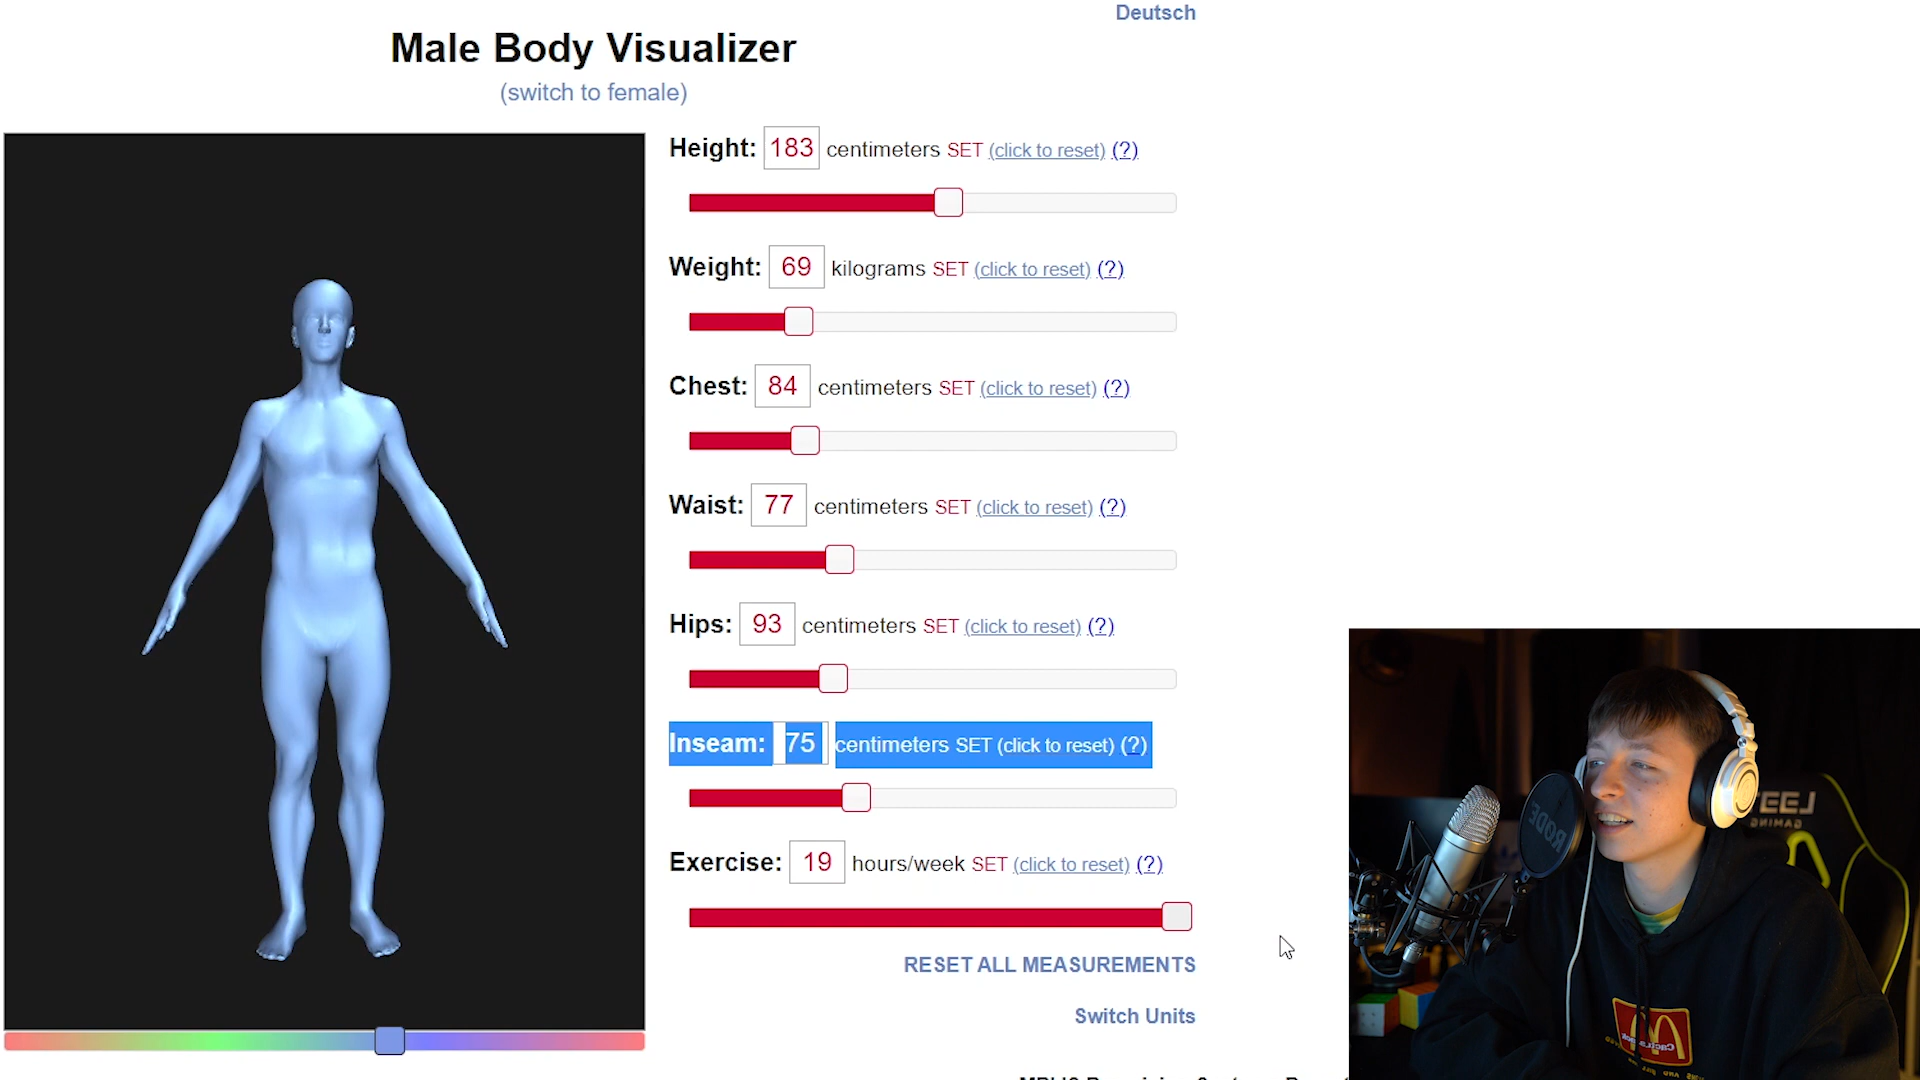 Deutsch
Male Body Visualizer
(switch to female)
Height: 183 centimeters SET (click to reset) (?)
Weight: 69 kilograms SET (click to reset) (?)
Chest: 84 centimeters SET (click to reset) (?)
Waist: 77 centimeters SET (click to reset) (?)
Hips: 93 centimeters SET (click to reset) (?)
Inseam: 75 centimeters SET (click to reset) (?)
Exercise: 19 hours/week SET (click to reset) (?)
RESET ALL MEASUREMENTS
Switch Units
RODE
GAMING